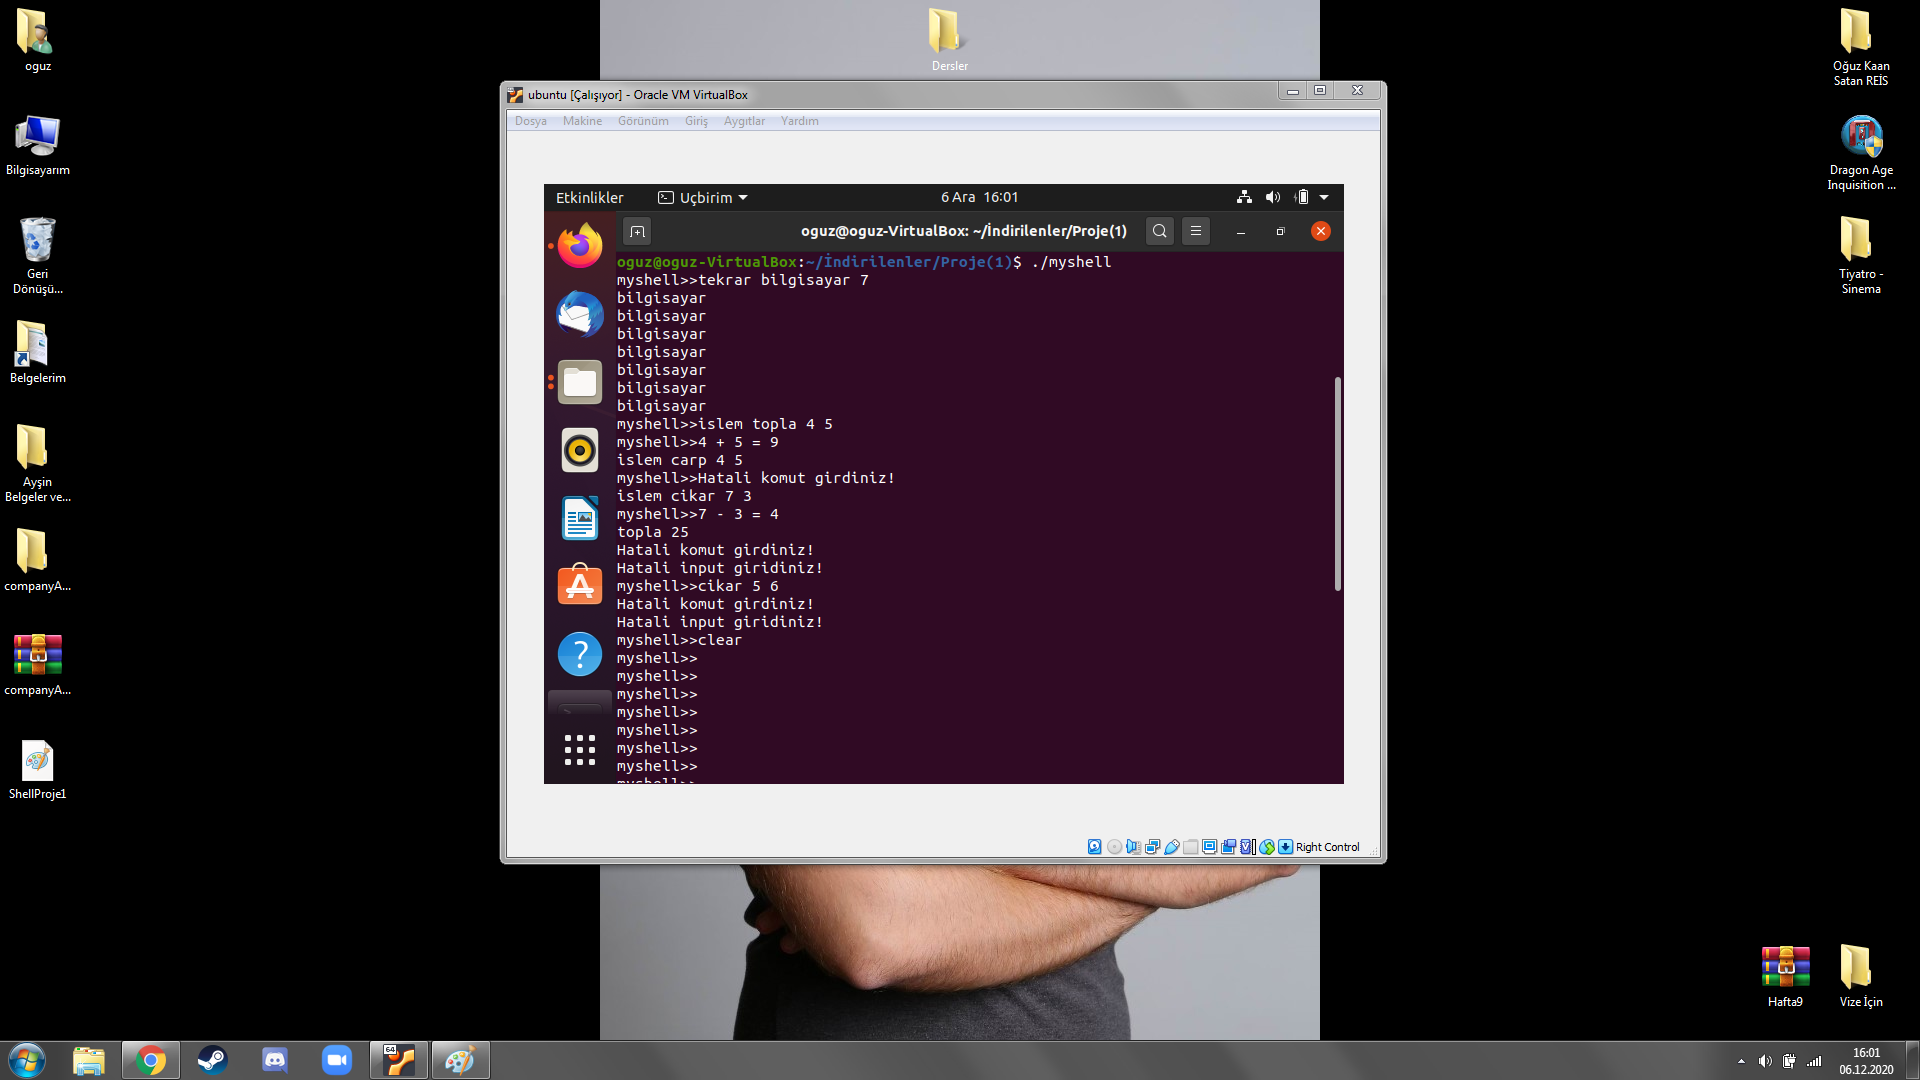 oguz
Bilgisayarım
Geri
Dönüşü...
Belgelerim
Ayşin
Belgeler ve...
companyA...
companyA...
ShellProje1
Dersler
Oğuz Kaan
Satan REİS
Dragon Age
Inquisition ...
Tiyatro -
Sinema
Hafta9
Vize İçin
ubuntu [Çalışıyor] - Oracle VM VirtualBox
Dosya Makine Görünüm Giriş Aygıtlar Yardım
Etkinlikler Uçbirim 6 Ara 16:01
oguz@oguz-VirtualBox: ~/İndirilenler/Proje(1)
oguz@oguz-VirtualBox:~/İndirilenler/Proje(1)$ ./myshell
myshell>>tekrar bilgisayar 7
bilgisayar
bilgisayar
bilgisayar
bilgisayar
bilgisayar
bilgisayar
bilgisayar
myshell>>islem topla 4 5
myshell>>4 + 5 = 9
islem carp 4 5
myshell>>Hatali komut girdiniz!
islem cikar 7 3
myshell>>7 - 3 = 4
topla 25
Hatali komut girdiniz!
Hatali input giridiniz!
myshell>>cikar 5 6
Hatali komut girdiniz!
Hatali input giridiniz!
myshell>>clear
myshell>>
myshell>>
myshell>>
myshell>>
myshell>>
myshell>>
myshell>>
myshell>>
Right Control
64
16:01
06.12.2020